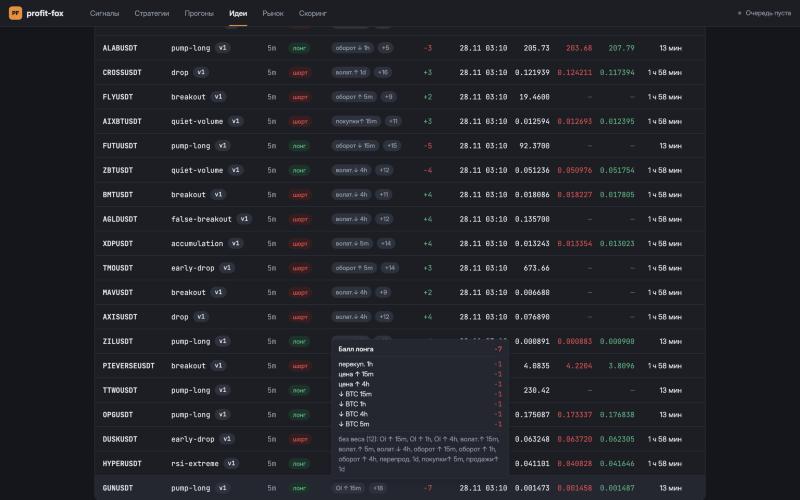 PF profit-fox Сигналы Стратегии Прогоны Идеи Рынок Скоринг Очередь пуста
ALABUSDT pump-long v1 5m лонг оборот ↓ 1h +5 -3 28.11 03:10 205.73 203.68 207.79 13 мин
CROSSUSDT drop v1 5m шорт волат.↑ 1d +16 +3 28.11 03:10 0.121939 0.124211 0.117394 1 ч 58 мин
FLYUSDT breakout v1 5m шорт оборот ↑ 5m +9 +2 28.11 03:10 19.4600 — — 1 ч 58 мин
AIXBTUSDT quiet-volume v1 5m шорт покупки↑ 15m +11 +3 28.11 03:10 0.012594 0.012693 0.012395 1 ч 58 мин
FUTUUSDT pump-long v1 5m лонг оборот ↓ 15m +15 -5 28.11 03:10 92.3700 — — 13 мин
ZBTUSDT quiet-volume v1 5m лонг волат.↓ 4h +12 -4 28.11 03:10 0.051236 0.050976 0.051754 1 ч 58 мин
BMTUSDT breakout v1 5m шорт волат.↓ 4h +11 +4 28.11 03:10 0.018086 0.018227 0.017805 1 ч 58 мин
AGLDUSDT false-breakout v1 5m шорт волат.↓ 4h +12 +4 28.11 03:10 0.135700 — — 1 ч 58 мин
XDPUSDT accumulation v1 5m шорт волат.↓ 5m +14 +4 28.11 03:10 0.013243 0.013354 0.013023 1 ч 58 мин
TMOUSDT early-drop v1 5m шорт оборот ↑ 5m +14 +3 28.11 03:10 673.66 — — 1 ч 58 мин
MAVUSDT breakout v1 5m шорт волат.↓ 4h +9 +2 28.11 03:10 0.006680 — — 1 ч 58 мин
AXISUSDT drop v1 5m шорт волат.↓ 4h +12 +4 28.11 03:10 0.076890 — — 1 ч 58 мин
ZILUSDT pump-long v1 5m лонг 0.000891 0.000883 0.000900 13 мин
PIEVERSEUSDT breakout v1 5m шорт 4.0835 4.2204 3.8096 1 ч 58 мин
TTWOUSDT pump-long v1 5m лонг 230.42 — — 13 мин
OPGUSDT pump-long v1 5m лонг 0.175087 0.173337 0.176838 13 мин
DUSKUSDT early-drop v1 5m шорт 0.063248 0.063720 0.062305 1 ч 58 мин
HYPERUSDT rsi-extreme v1 5m лонг 0.041101 0.040828 0.041646 1 ч 58 мин
GUNUSDT pump-long v1 5m лонг OI ↑ 15m +18 -7 28.11 03:10 0.001473 0.001458 0.001487 13 мин
Балл лонга -7
перекуп. 1h -1
цена ↑ 15m -1
цена ↑ 4h -1
↓ BTC 15m -1
↓ BTC 1h -1
↓ BTC 4h -1
↓ BTC 5m -1
без веса (12): OI ↑ 15m, OI ↑ 1h, OI ↑ 4h, волат.↑ 15m,
волат.↑ 5m, волат.↓ 4h, оборот ↑ 15m, оборот ↑ 1h,
оборот ↑ 4h, перепрод. 1d, покупки↑ 5m, продажи↑
1d